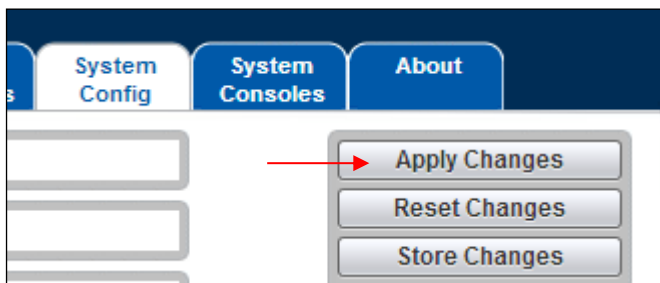 s
System
Config
System
Consoles
About
Apply Changes
Reset Changes
Store Changes